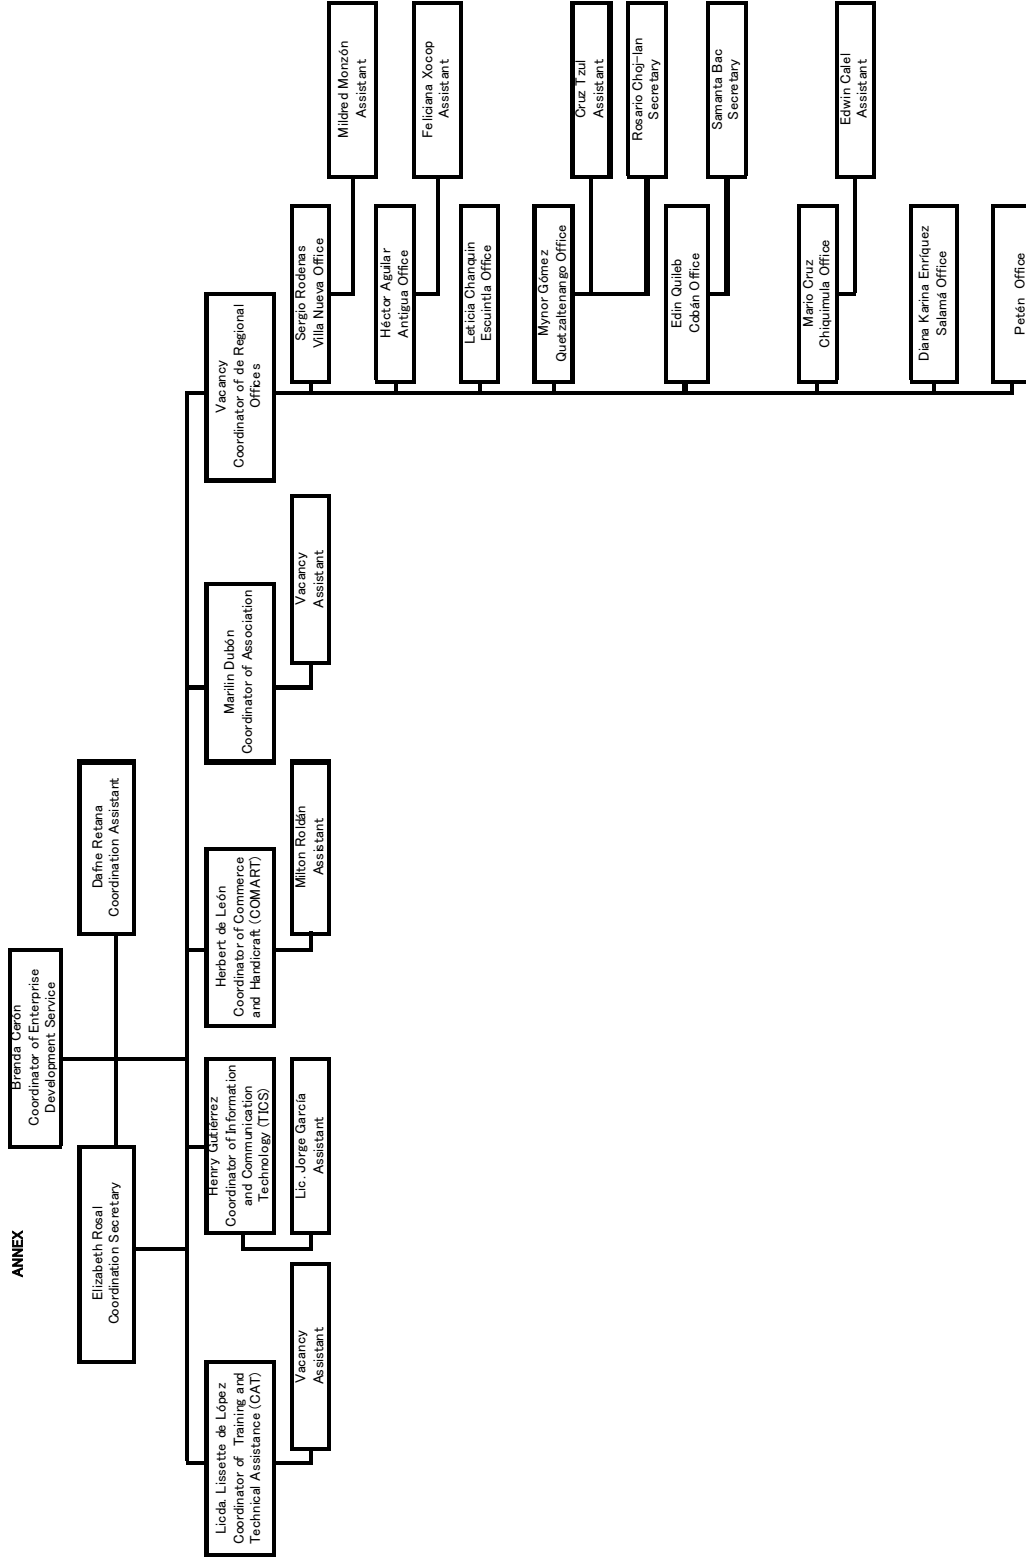 ANNEX
Brenda Cerón
Coordinator of Enterprise
Development Service
Elizabeth Rosal
Coordination Secretary
Dafne Retana
Coordination Assistant
Licda. Lissette de López
Coordinator of Training and
Technical Assistance (CAT)
Vacancy
Assistant
Henry Gutiérrez
Coordinator of Information
and Communication
Technology (TICS)
Lic. Jorge García
Assistant
Herbert de León
Coordinator of Commerce
and Handicraft (COMART)
Milton Roldán
Assistant
Marilin Dubón
Coordinator of Association
Vacancy
Assistant
Vacancy
Coordinator of de Regional
Offices
Sergio Rodenas
Villa Nueva Office
Mildred Monzón
Assistant
Héctor Aguilar
Antigua Office
Feliciana Xocop
Assistant
Leticia Chanquin
Escuintla Office
Mynor Gómez
Quetzaltenango Office
Cruz Tzul
Assistant
Rosario Choj-lan
Secretary
Edin Quileb
Cobán Office
Samanta Bac
Secretary
Mario Cruz
Chiquimula Office
Edwin Calel
Assistant
Diana Karina Enríquez
Salamá Office
Petén Office